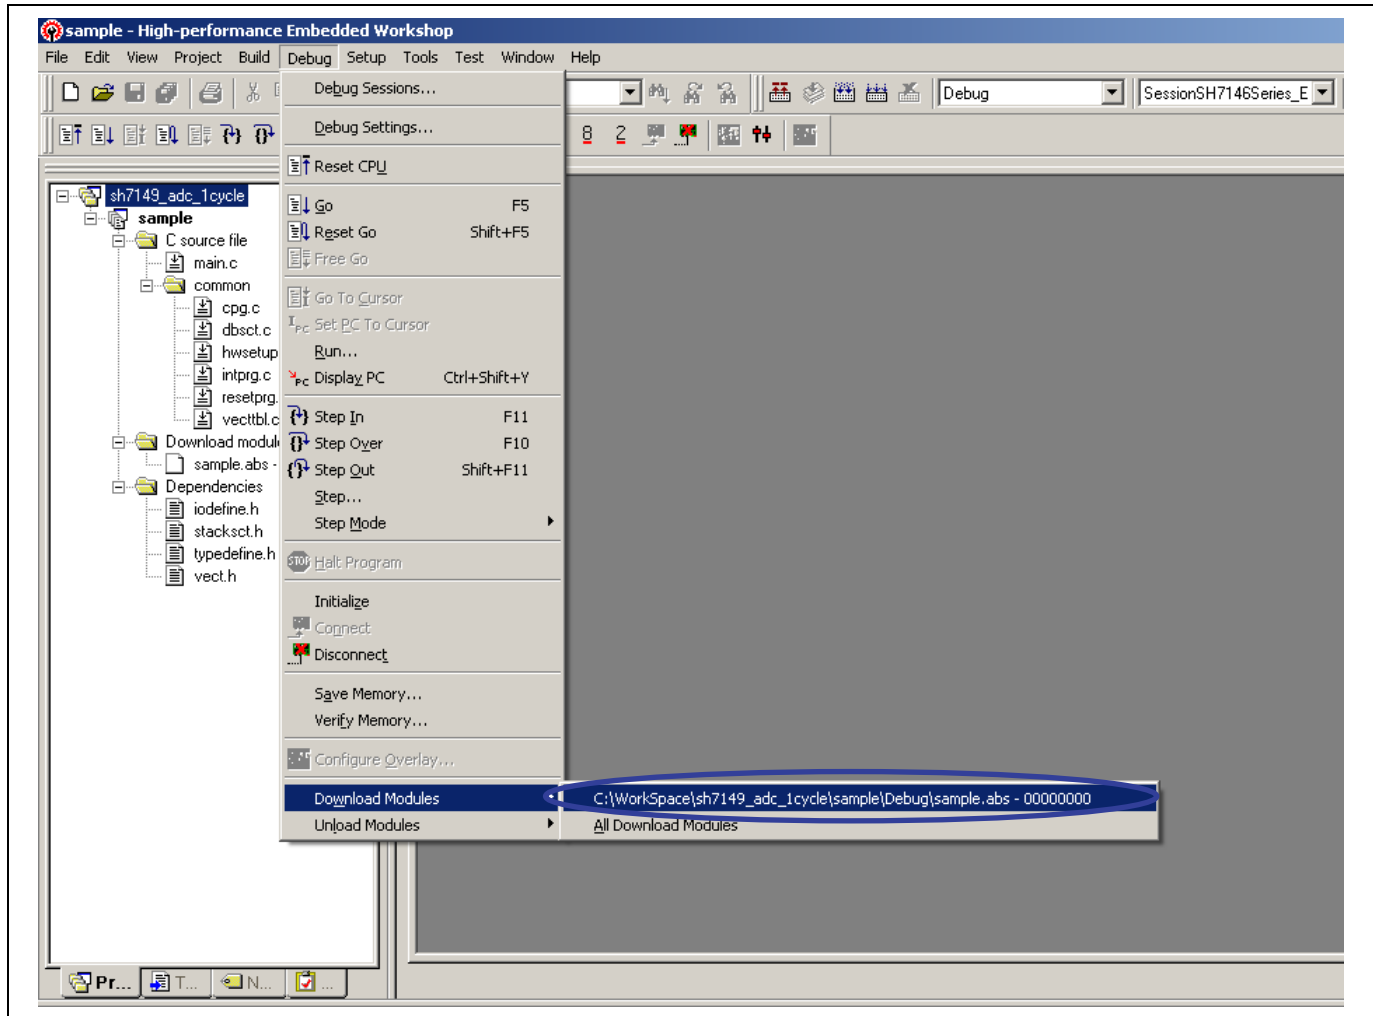 sample - High-performance Embedded Workshop
File Edit View Project Build Debug Setup Tools Test Window Help
Debug
SessionSH7146Series_E
8 2
Debug Sessions...
Debug Settings...
Reset CPU
Go F5
Reset Go Shift+F5
Free Go
Go To Cursor
Set PC To Cursor
Run...
Display PC Ctrl+Shift+Y
Step In F11
Step Over F10
Step Out Shift+F11
Step...
Step Mode
Halt Program
Initialize
Connect
Disconnect
Save Memory...
Verify Memory...
Configure Overlay...
Download Modules
Unload Modules
C:\WorkSpace\sh7149_adc_1cycle\sample\Debug\sample.abs - 00000000
All Download Modules
sh7149_adc_1cycle
sample
C source file
main.c
common
cpg.c
dbsct.c
hwsetup
intprg.c
resetprg.
vecttbl.c
Download modul
sample.abs -
Dependencies
iodefine.h
stacksct.h
typedefine.h
vect.h
Pr... T... N... ...